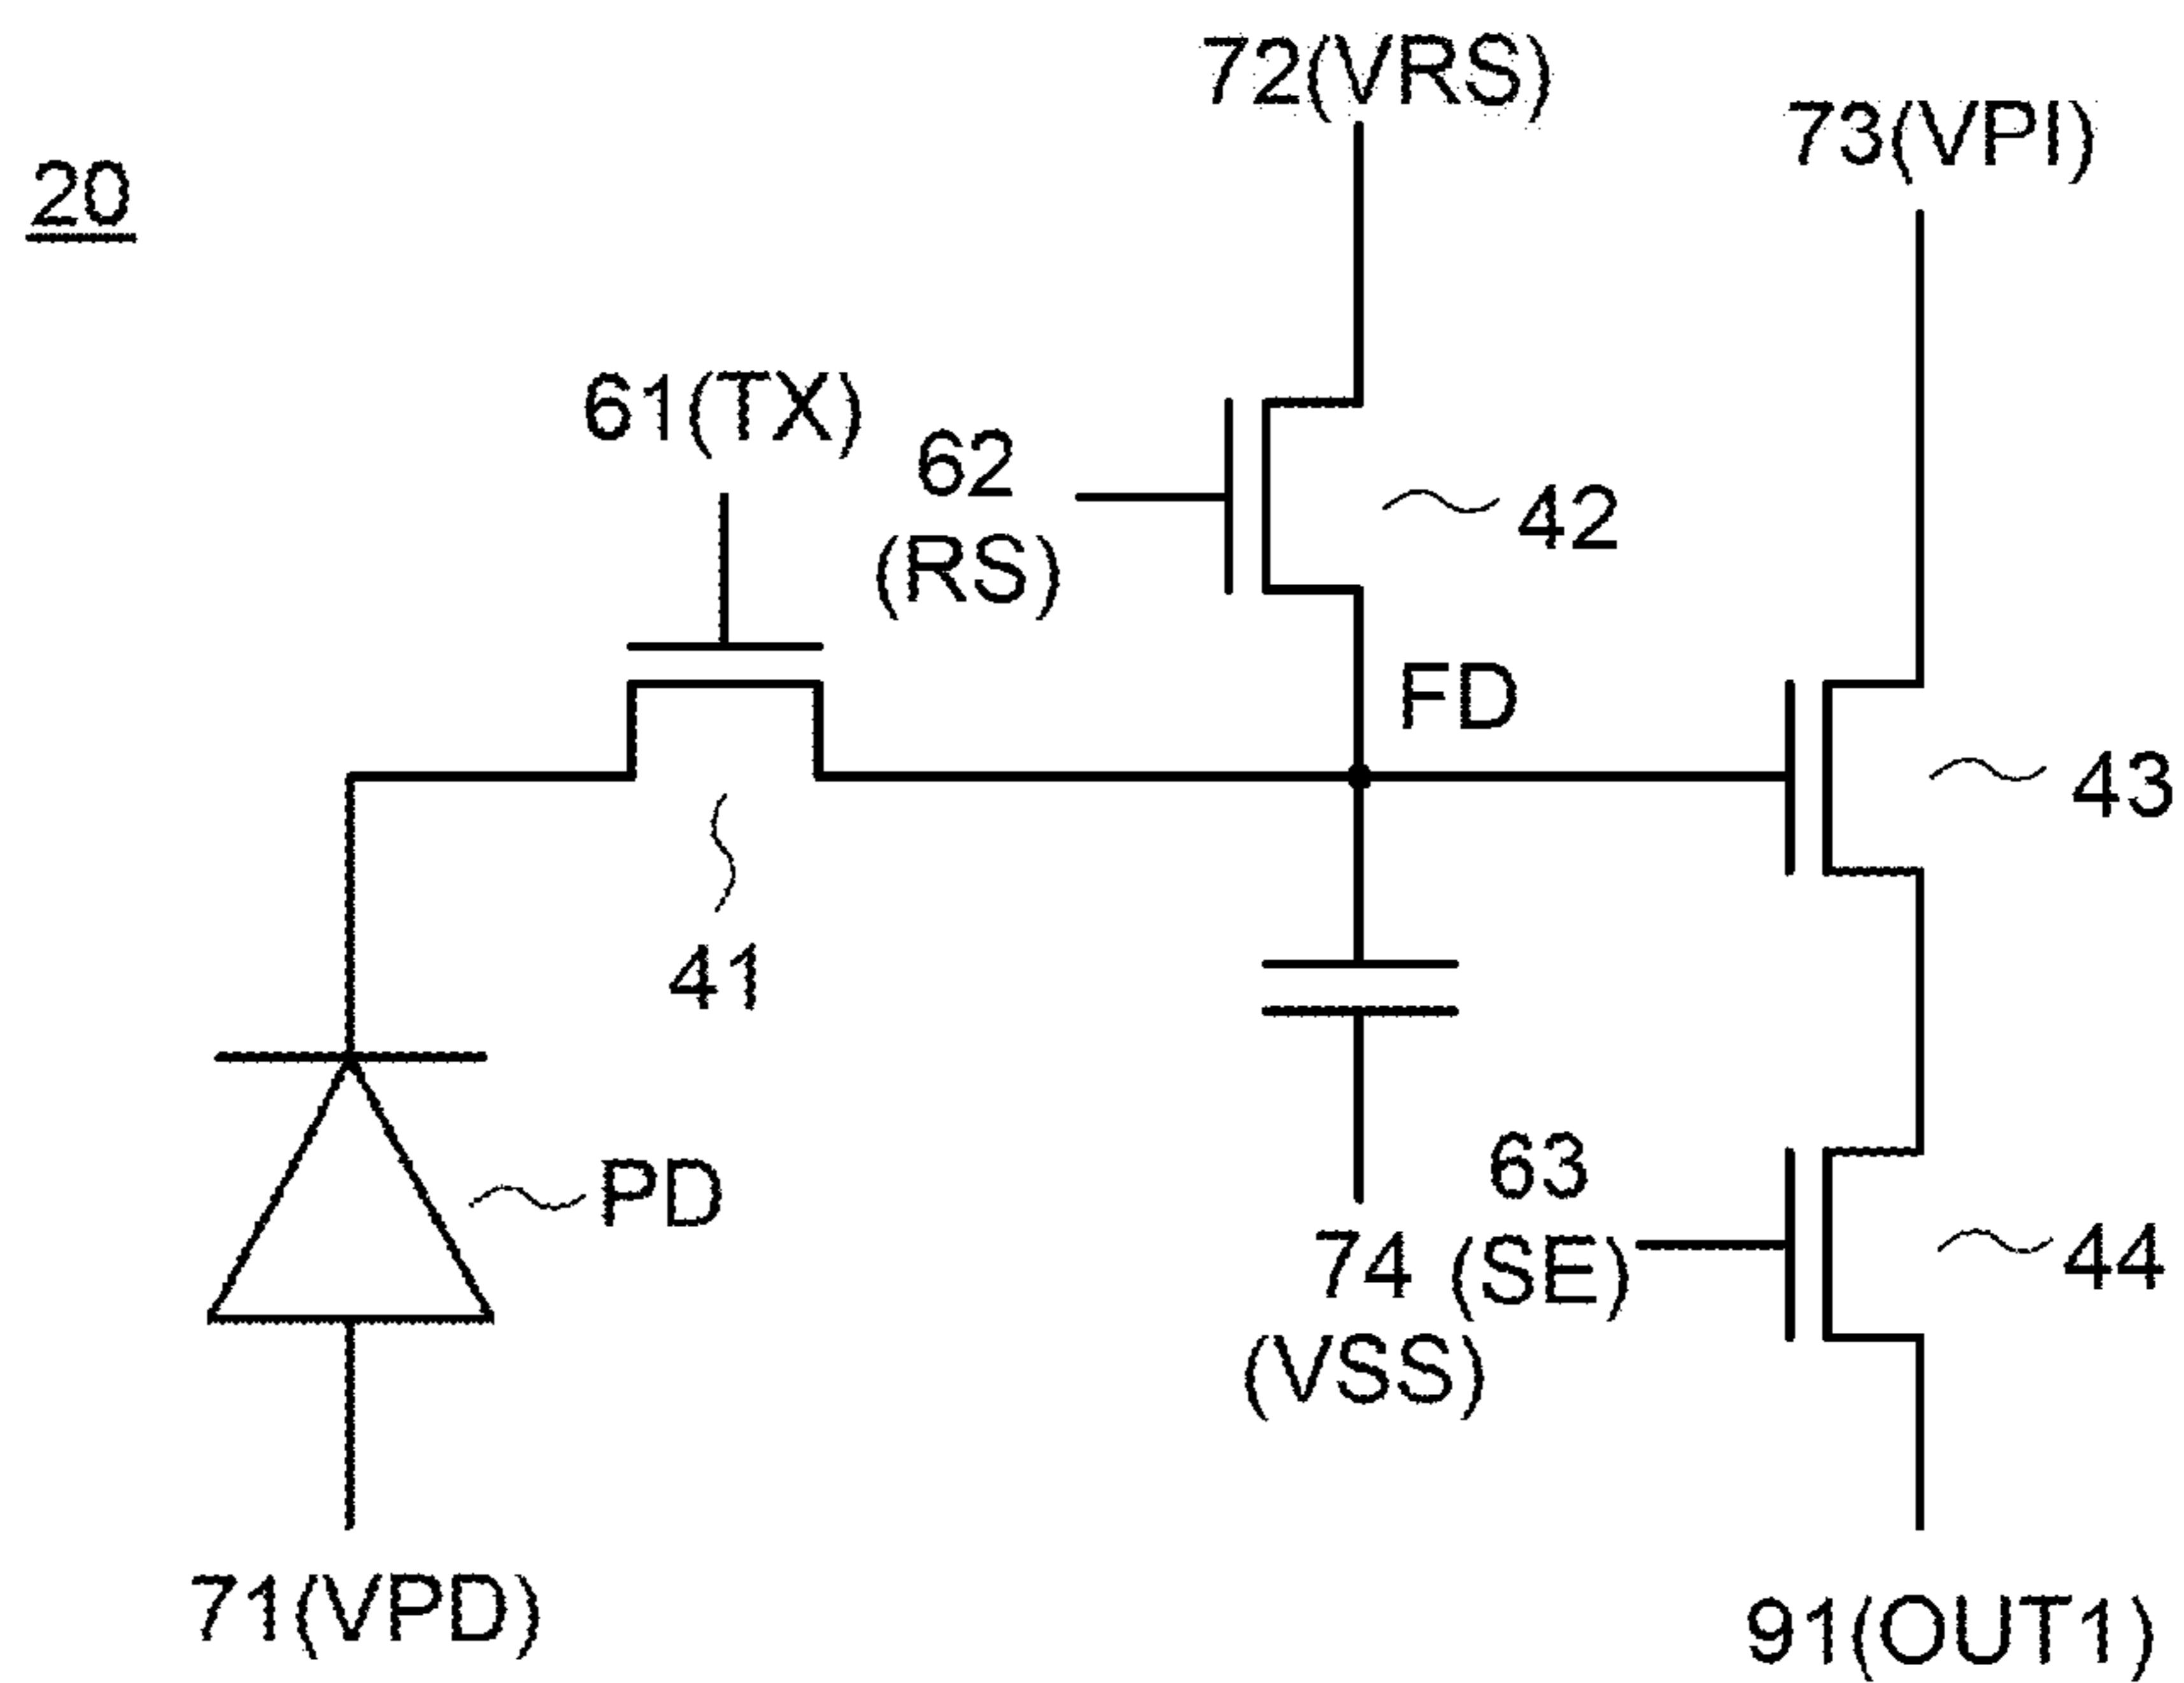 72(VRS)
73(VPI)
20
61(TX)
62
(RS)
42
FD
43
41
PD
63
(SE)
74
(VSS)
44
71(VPD)
91(OUT1)